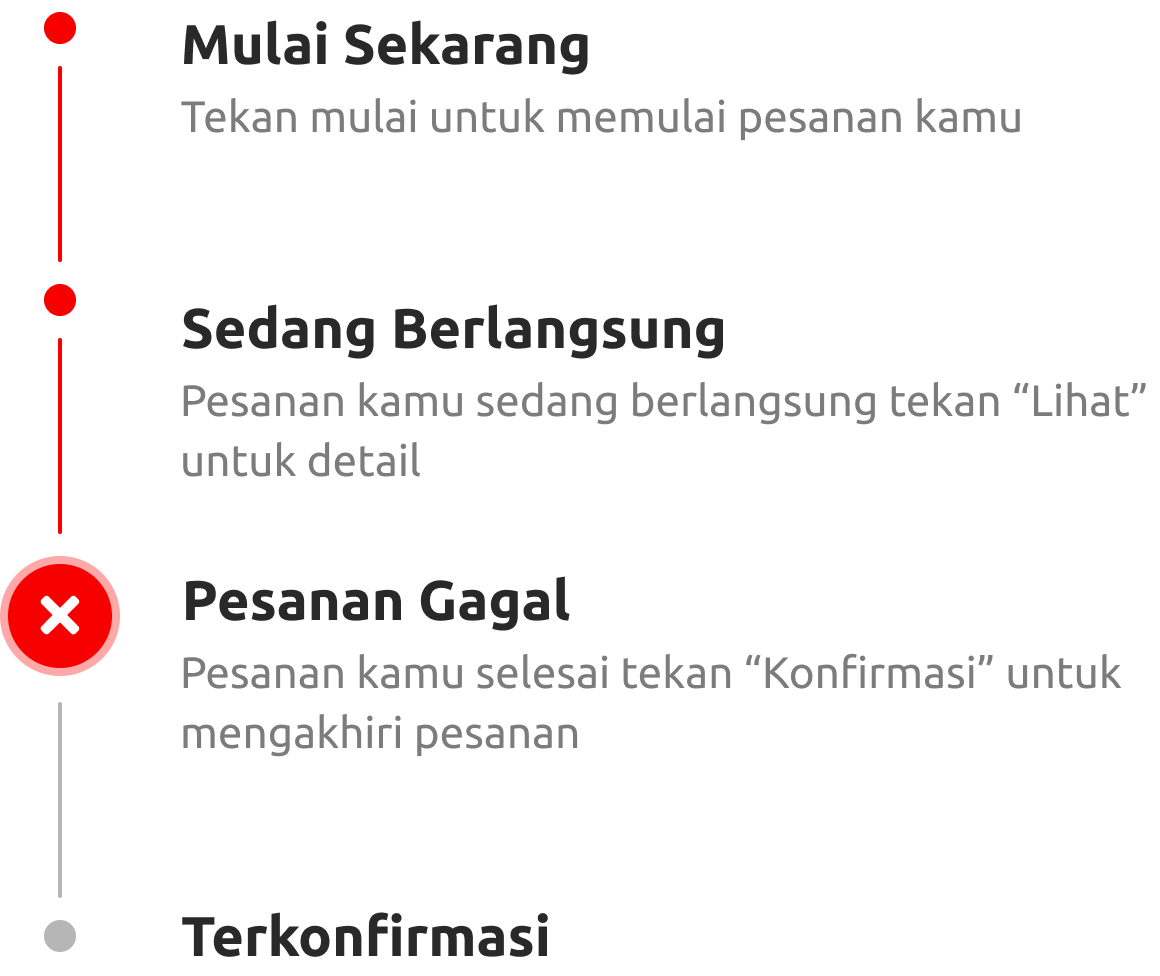 Mulai Sekarang
Tekan mulai untuk memulai pesanan kamu
Sedang Berlangsung
Pesanan kamu sedang berlangsung tekan “Lihat”
untuk detail
Pesanan Gagal
Pesanan kamu selesai tekan “Konfirmasi” untuk
mengakhiri pesanan
Terkonfirmasi